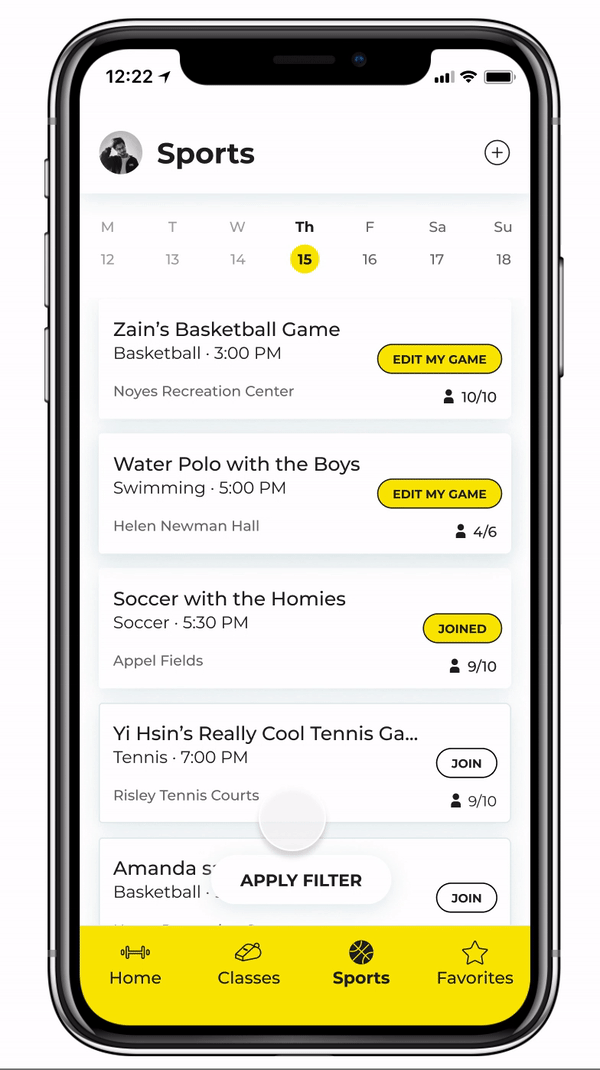 12:22
Sports
M T W Th F Sa Su
12 13 14 15 16 17 18
Zain’s Basketball Game
Basketball · 3:00 PM
EDIT MY GAME
Noyes Recreation Center
10/10
Water Polo with the Boys
Swimming · 5:00 PM
EDIT MY GAME
Helen Newman Hall
4/6
Soccer with the Homies
Soccer · 5:30 PM
JOINED
Appel Fields
9/10
Yi Hsin’s Really Cool Tennis Ga...
Tennis · 7:00 PM
JOIN
Risley Tennis Courts
9/10
Amanda
Basketball ·
JOIN
APPLY FILTER
Home Classes Sports Favorites